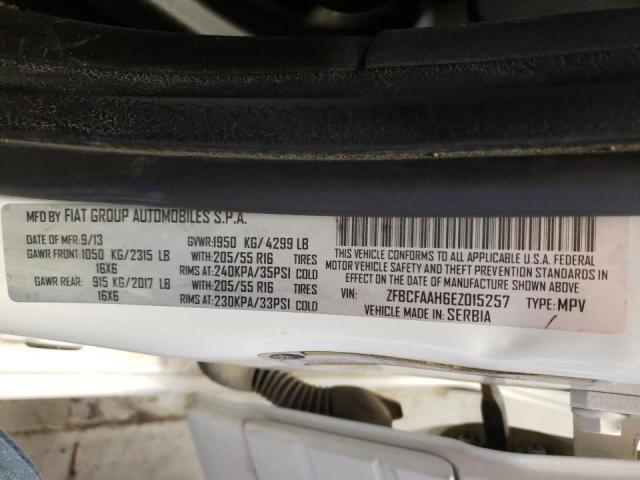 MFD BY FIAT GROUP AUTOMOBILES S.P.A.
DATE OF MFR: 9/13 GVWR: 1950 KG/ 4299 LB
GAWR FRONT: 1050 KG/ 2315 LB WITH: 205/55 R16 TIRES
16X6 RIMS AT: 240KPA/35PSI COLD
GAWR REAR: 915 KG/ 2017 LB WITH: 205/55 R16 TIRES
16X6 RIMS AT: 230KPA/33PSI COLD
THIS VEHICLE CONFORMS TO ALL APPLICABLE U.S.A. FEDERAL
MOTOR VEHICLE SAFETY, BUMPER, AND THEFT PREVENTION STANDARDS IN
EFFECT ON THE DATE OF MANUFACTURE SHOWN ABOVE.
VIN: ZFBCFAAH6EZ015257 TYPE: MPV
VEHICLE MADE IN: SERBIA